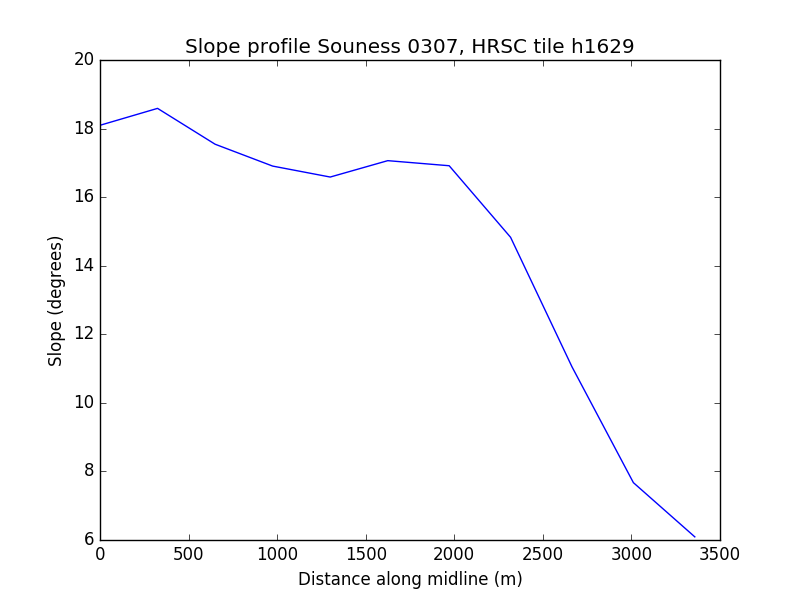 Slope profile Souness 0307, HRSC tile h1629
20
18
16
14
12
10
8
6
Slope (degrees)
0 500 1000 1500 2000 2500 3000 3500
Distance along midline (m)